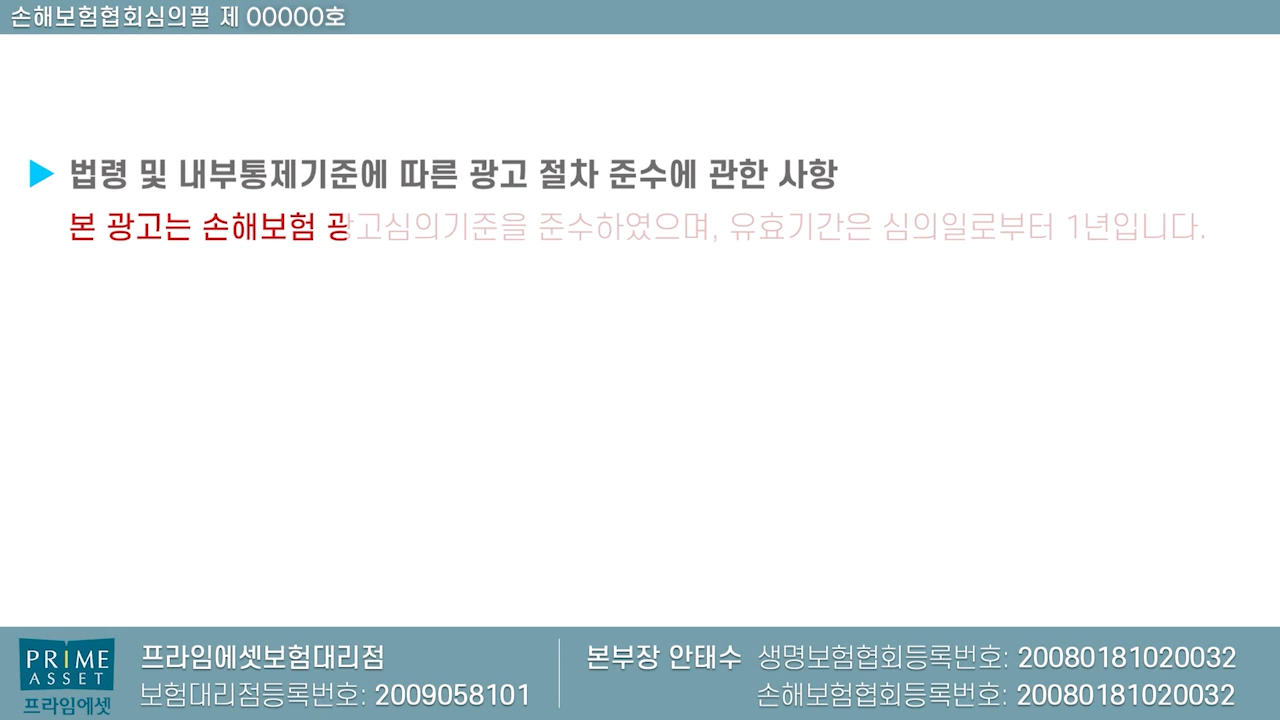 손해보험협회심의필 제 00000호
▶ 법령 및 내부통제기준에 따른 광고 절차 준수에 관한 사항
본 광고는 손해보험 광고심의기준을 준수하였으며, 유효기간은 심의일로부터 1년입니다.
PRIME
ASSET
프라임에셋
프라임에셋보험대리점
보험대리점등록번호: 2009058101
본부장 안태수 생명보험협회등록번호: 20080181020032
손해보험협회등록번호: 20080181020032